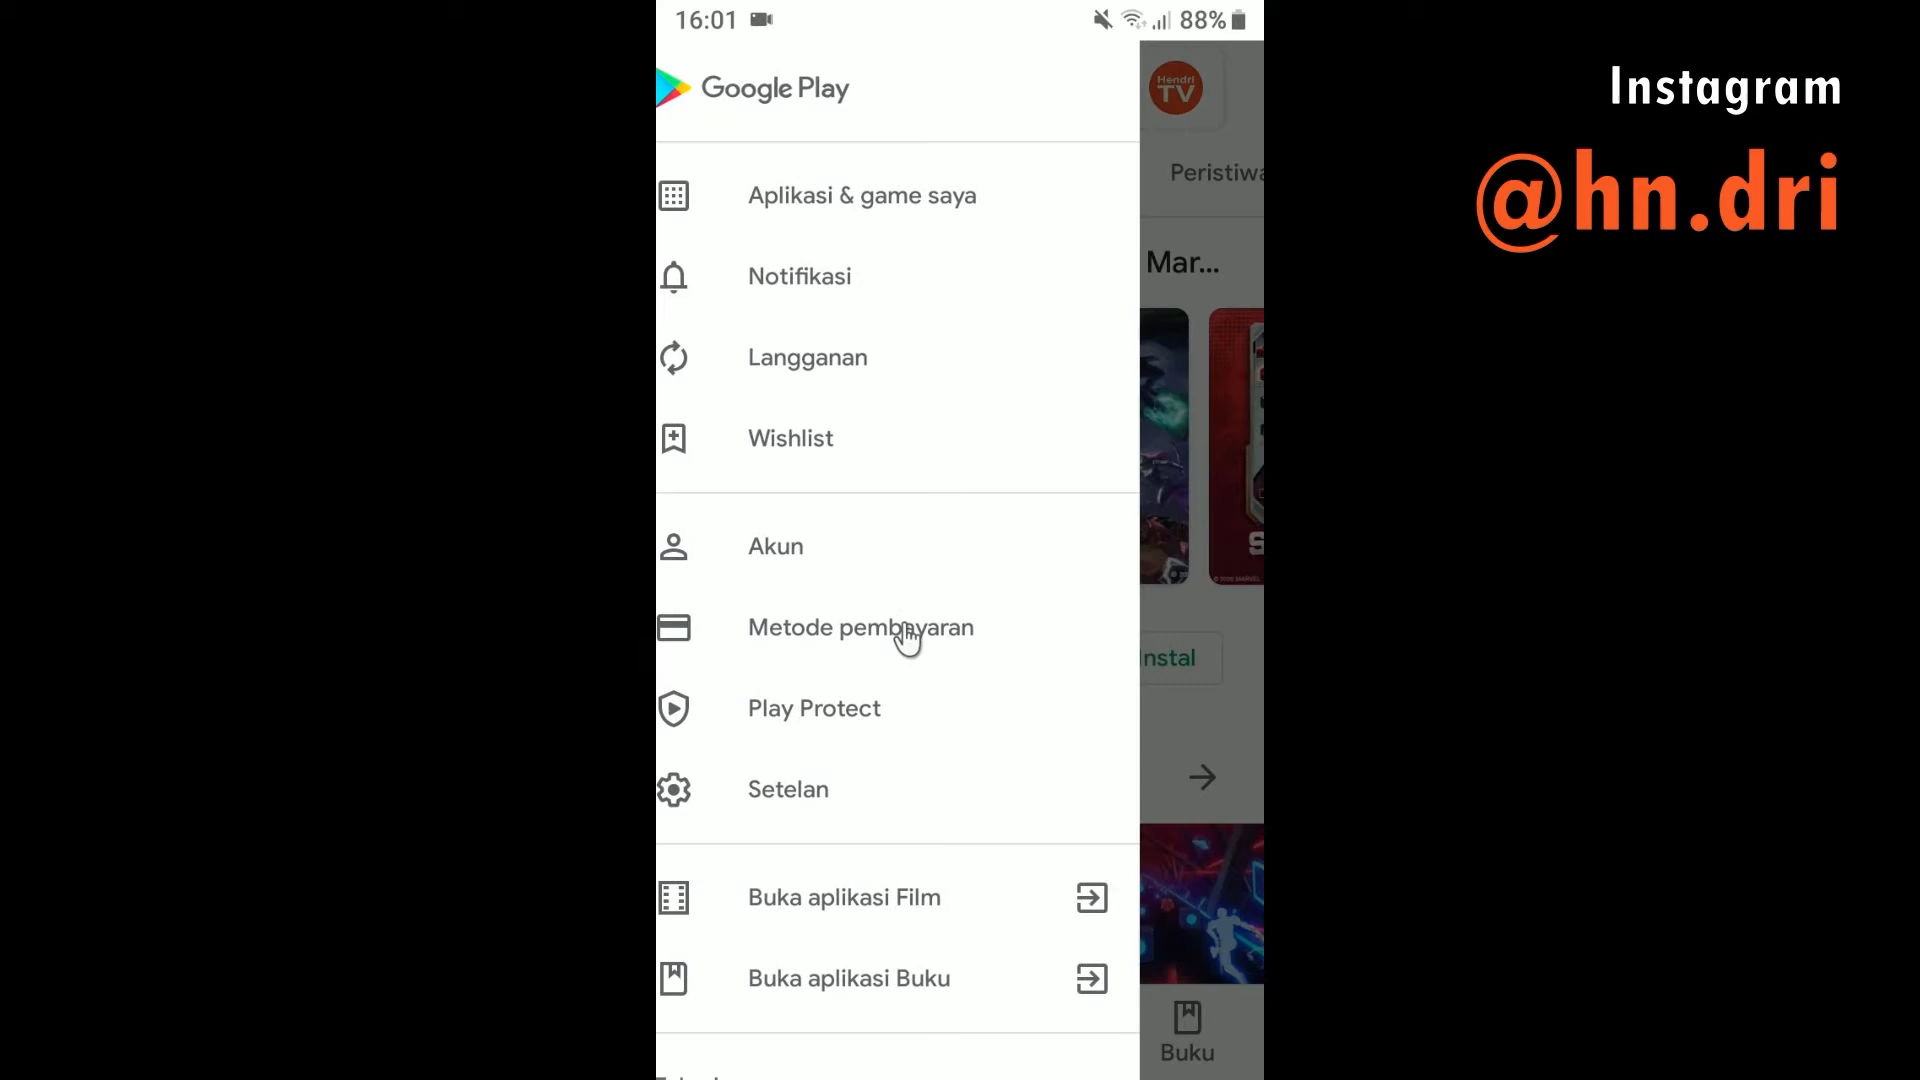 16:01
88%
Google Play
Aplikasi & game saya
Notifikasi
Langganan
Wishlist
Akun
Metode pembayaran
Play Protect
Setelan
Buka aplikasi Film
Buka aplikasi Buku
Hendri
TV
Peristiwa
Mar...
S
nstal
Buku
Instagram
@hn.dri